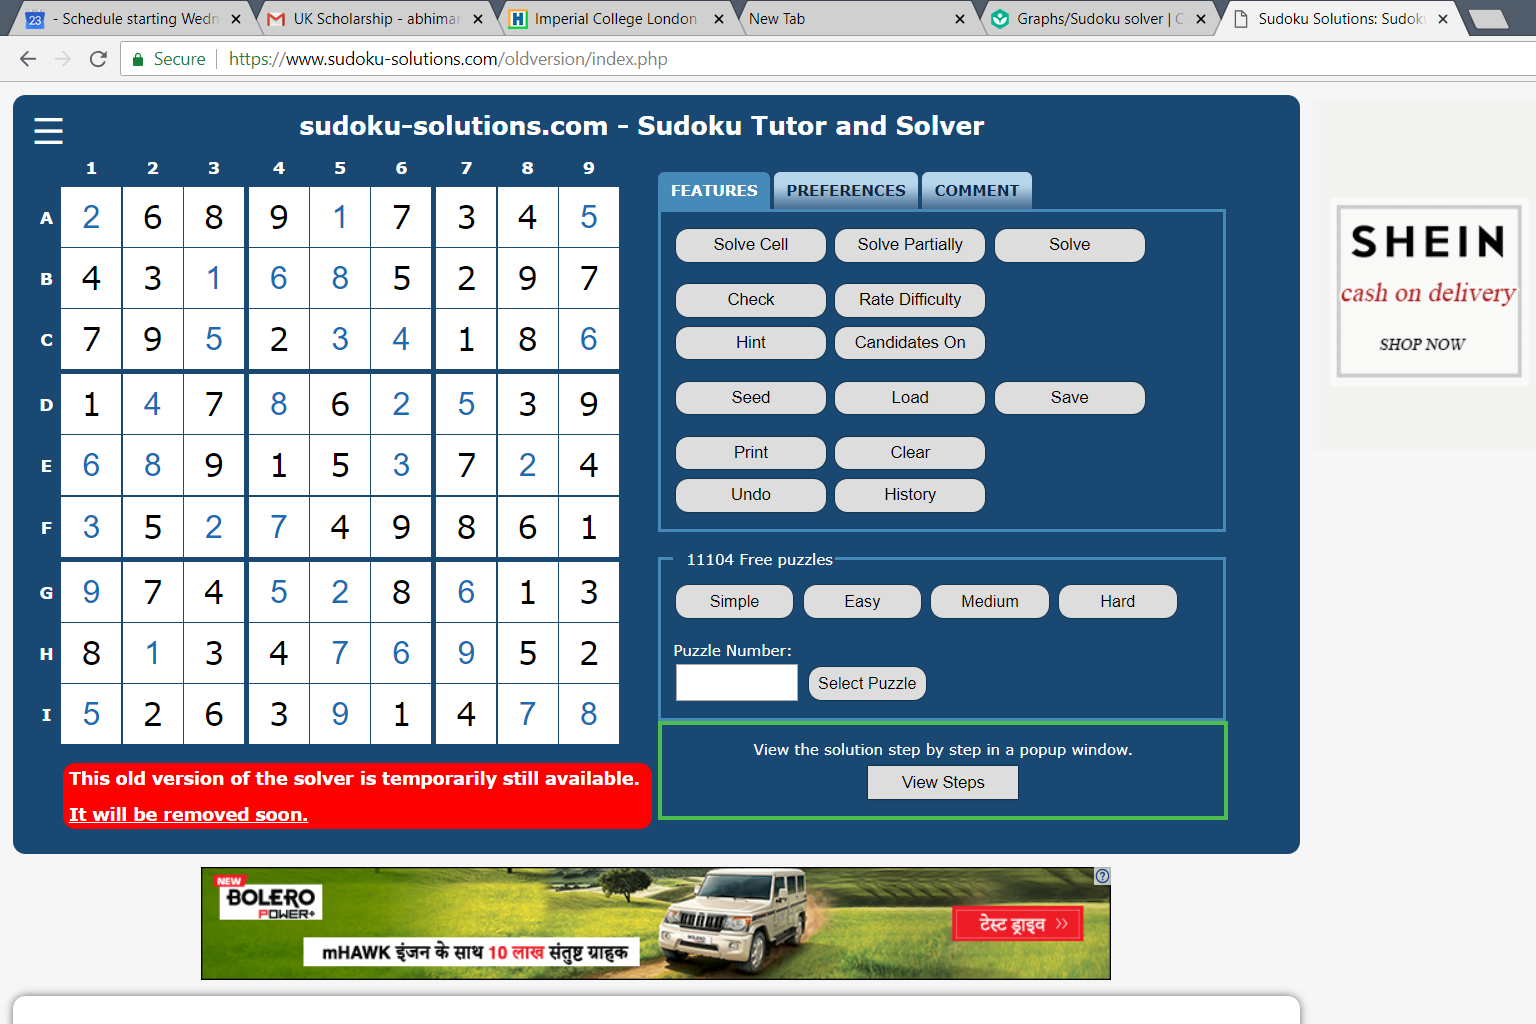 23 - Schedule starting Wedn
UK Scholarship - abhimar
H Imperial College London
New Tab
Graphs/Sudoku solver | C
Sudoku Solutions: Sudok
Secure https://www.sudoku-solutions.com/oldversion/index.php
sudoku-solutions.com - Sudoku Tutor and Solver
1 2 3 4 5 6 7 8 9
A 2 6 8 9 1 7 3 4 5
B 4 3 1 6 8 5 2 9 7
C 7 9 5 2 3 4 1 8 6
D 1 4 7 8 6 2 5 3 9
E 6 8 9 1 5 3 7 2 4
F 3 5 2 7 4 9 8 6 1
G 9 7 4 5 2 8 6 1 3
H 8 1 3 4 7 6 9 5 2
I 5 2 6 3 9 1 4 7 8
This old version of the solver is temporarily still available.
It will be removed soon.
FEATURES PREFERENCES COMMENT
Solve Cell Solve Partially Solve
Check Rate Difficulty
Hint Candidates On
Seed Load Save
Print Clear
Undo History
11104 Free puzzles
Simple Easy Medium Hard
Puzzle Number:
Select Puzzle
View the solution step by step in a popup window.
View Steps
SHEIN
cash on delivery
SHOP NOW
NEW
BOLERO
POWER+
mHAWK इंजन के साथ 10 लाख संतुष्ट ग्राहक
BOLERO
टेस्ट ड्राइव »